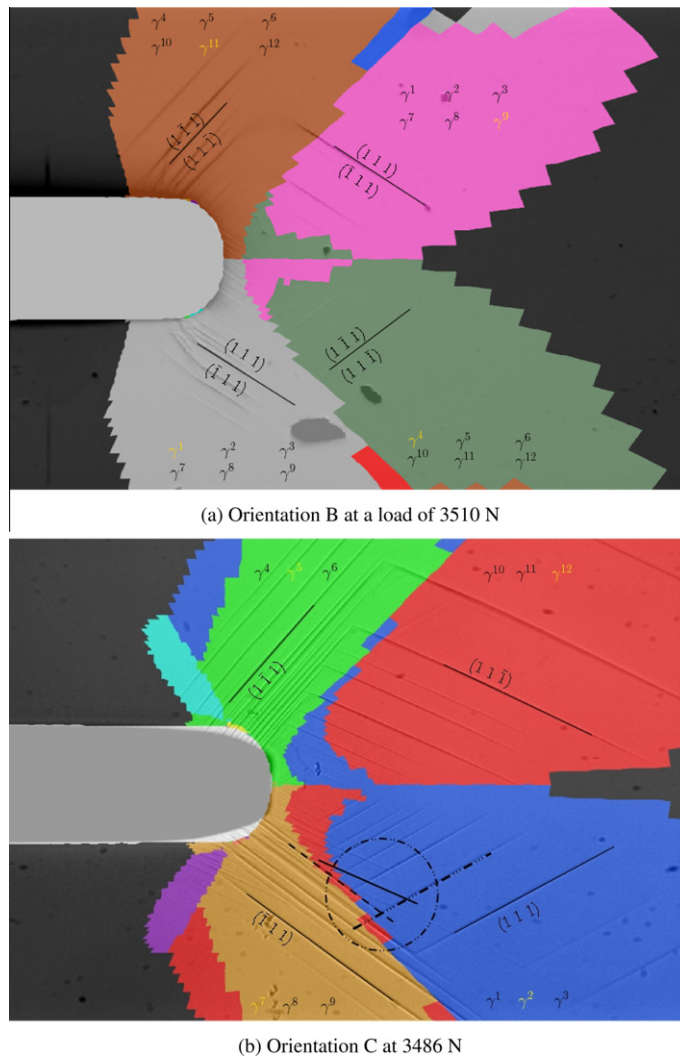 γ⁴ γ⁵ γ⁶
γ¹⁰ γ¹¹ γ¹²
γ¹ γ² γ³
γ⁷ γ⁸ γ⁹
(1 1̄ 1)
(1 1 1̄)
(1 1 1)
(1̄ 1 1)
(1 1 1)
(1̄ 1 1)
(1 1̄ 1)
(1 1 1̄)
γ¹ γ² γ³
γ⁷ γ⁸ γ⁹
γ⁴ γ⁵ γ⁶
γ¹⁰ γ¹¹ γ¹²
(a) Orientation B at a load of 3510 N
γ⁴ γ⁵ γ⁶
γ¹⁰ γ¹¹ γ¹²
(1 1̄ 1)
(1 1 1̄)
(1̄ 1 1)
(1 1 1)
γ⁷ γ⁸ γ⁹
γ¹ γ² γ³
(b) Orientation C at 3486 N